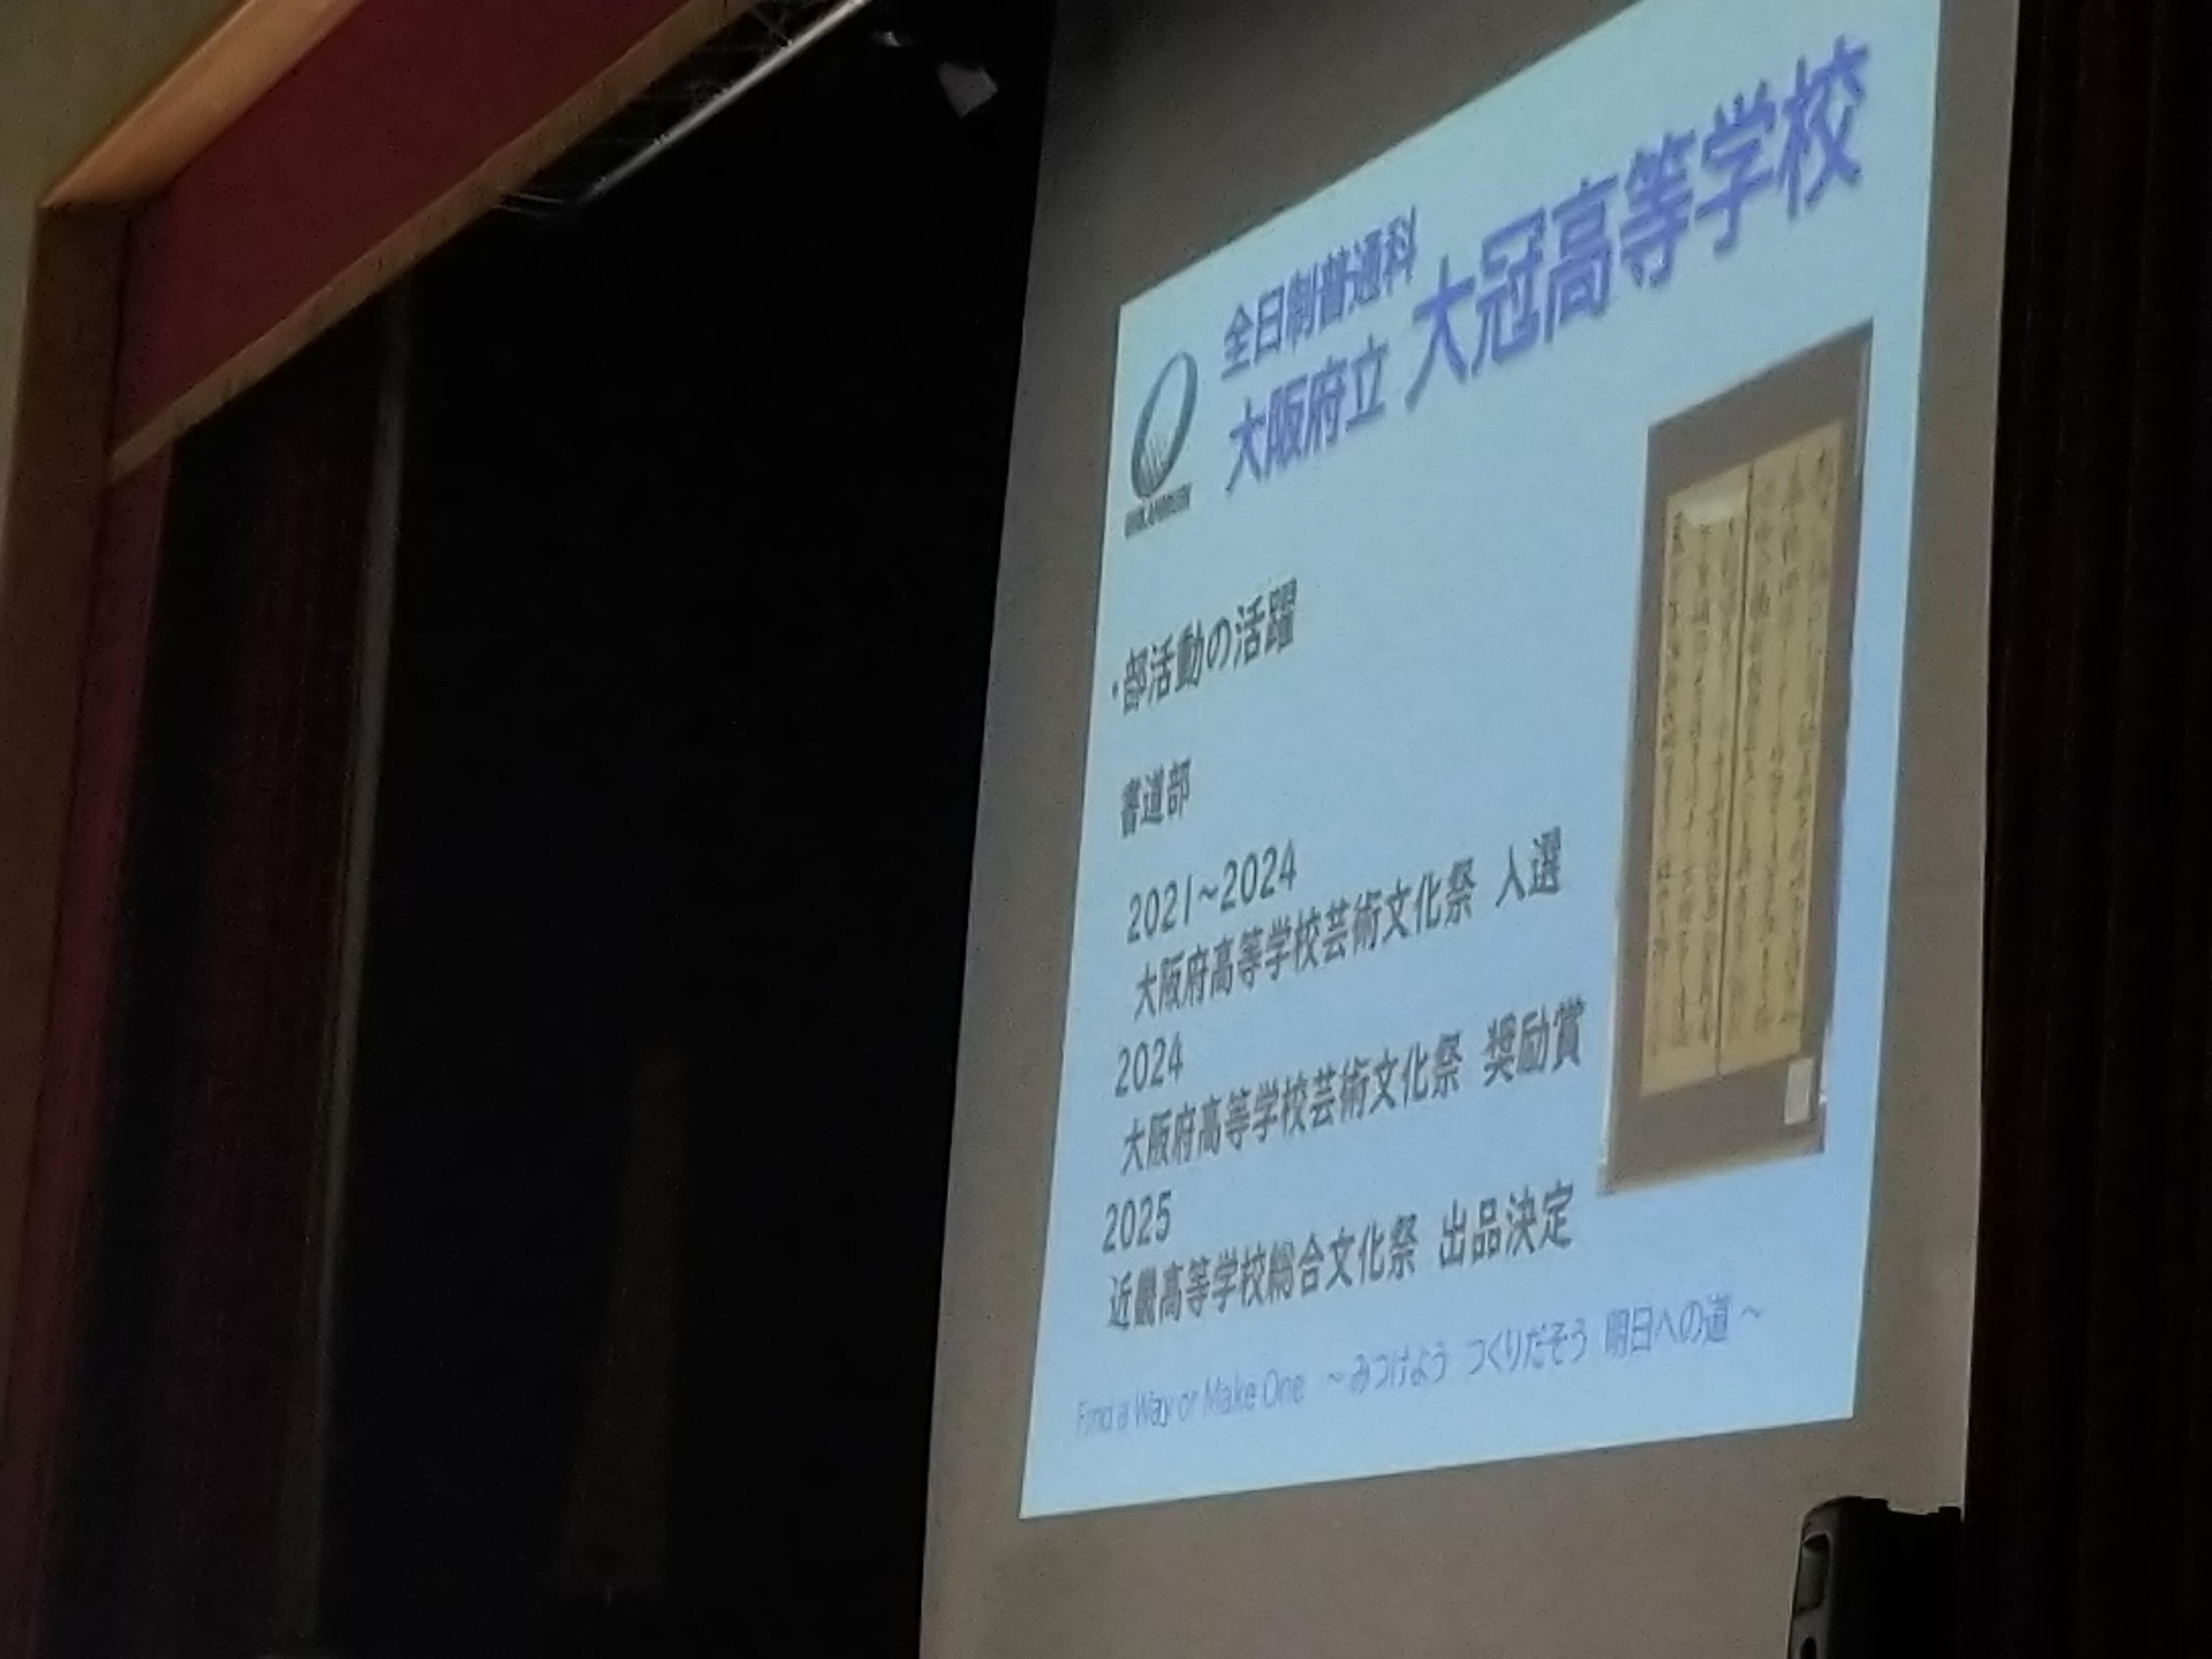 全日制普通科
大阪府立 大冠高等学校
・部活動の活躍
書道部
2021~2024
大阪府高等学校芸術文化祭 入選
2024
大阪府高等学校芸術文化祭 奨励賞
2025
近畿高等学校総合文化祭 出品決定
Find a Way or Make One ～みつけよう つくりだそう 明日への道～